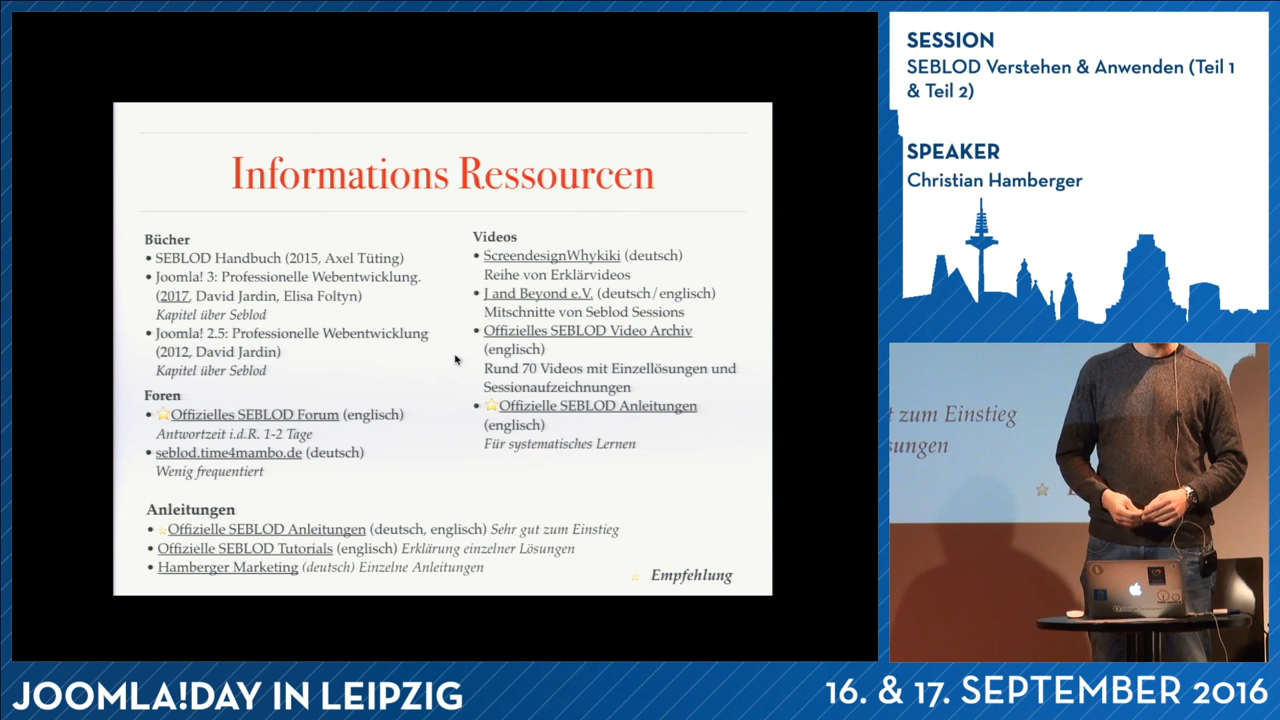 SESSION
SEBLOD Verstehen & Anwenden (Teil 1
& Teil 2)
SPEAKER
Christian Hamberger
Informations Ressourcen
Bücher
• SEBLOD Handbuch (2015, Axel Tüting)
• Joomla! 3: Professionelle Webentwicklung.
(2017, David Jardin, Elisa Foltyn)
Kapitel über Seblod
• Joomla! 2.5: Professionelle Webentwicklung
(2012, David Jardin)
Kapitel über Seblod
Foren
• ⭐Offizielles SEBLOD Forum (englisch)
Antwortzeit i.d.R. 1-2 Tage
• seblod.time4mambo.de (deutsch)
Wenig frequentiert
Videos
• ScreendesignWhykiki (deutsch)
Reihe von Erklärvideos
• J and Beyond e.V. (deutsch/englisch)
Mitschnitte von Seblod Sessions
• Offizielles SEBLOD Video Archiv
(englisch)
Rund 70 Videos mit Einzellösungen und
Sessionaufzeichnungen
• ⭐Offizielle SEBLOD Anleitungen
(englisch)
Für systematisches Lernen
Anleitungen
• ⭐Offizielle SEBLOD Anleitungen (deutsch, englisch) Sehr gut zum Einstieg
• Offizielle SEBLOD Tutorials (englisch) Erklärung einzelner Lösungen
• Hamberger Marketing (deutsch) Einzelne Anleitungen
⭐ Empfehlung
t zum Einstieg
sungen
JOOMLA!DAY IN LEIPZIG
16. & 17. SEPTEMBER 2016